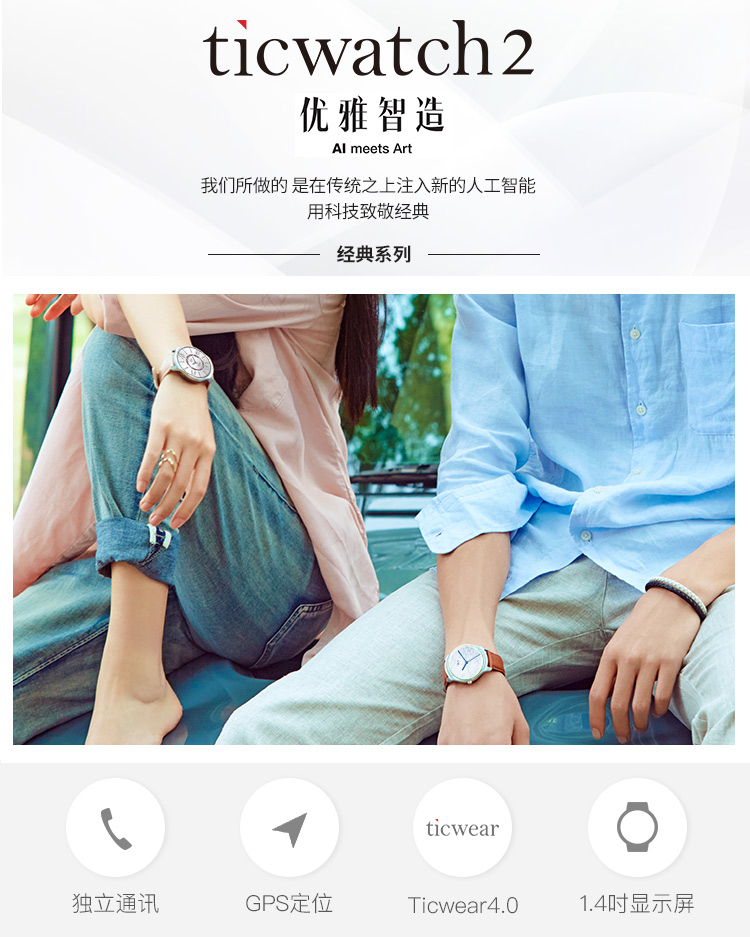 ticwatch2
优雅智造
AI meets Art
我们所做的 是在传统之上注入新的人工智能
用科技致敬经典
经典系列
ticwear
独立通讯
GPS定位
Ticwear4.0
1.4吋显示屏